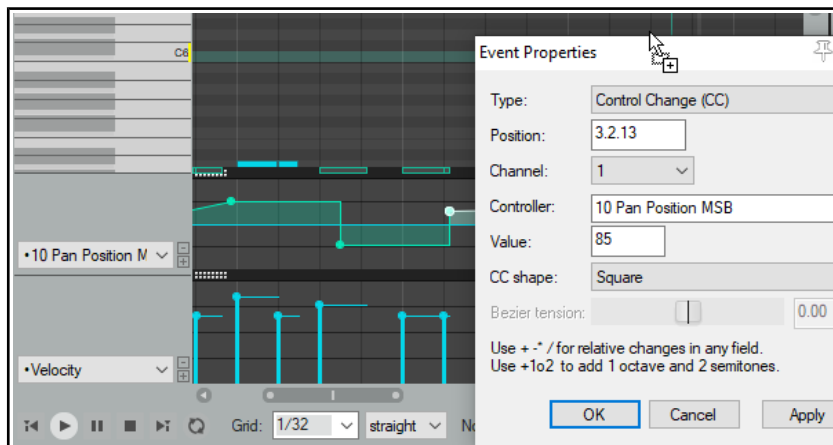 C6
Event Properties
Type: Control Change (CC)
Position: 3.2.13
Channel: 1
Controller: 10 Pan Position MSB
Value: 85
CC shape: Square
Bezier tension: 0.00
Use + -* / for relative changes in any field.
Use +1o2 to add 1 octave and 2 semitones.
OK Cancel Apply
•10 Pan Position M
•Velocity
Grid: 1/32 straight No